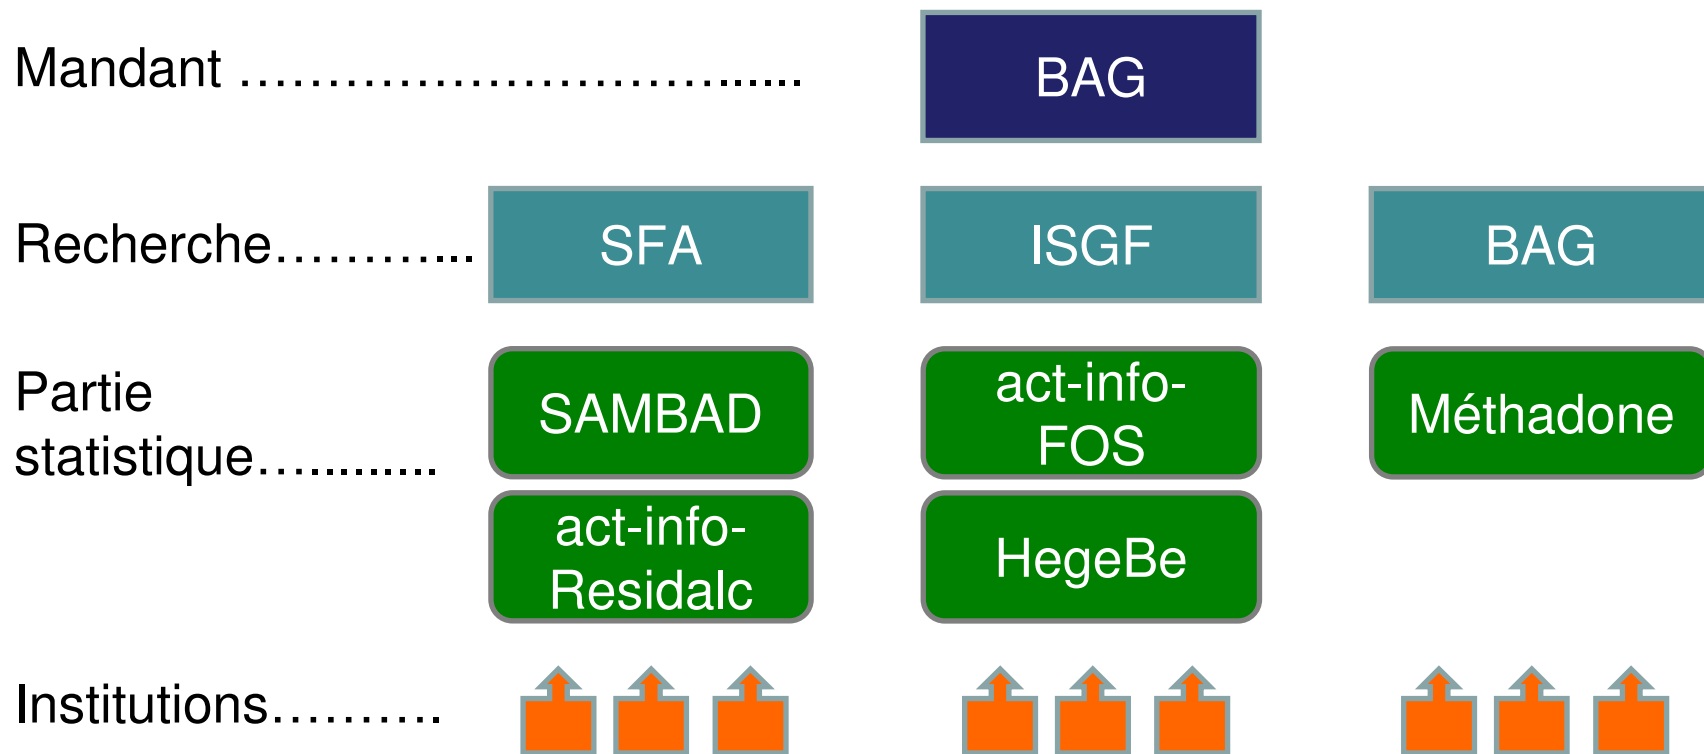 Mandant ………………………......
BAG
Recherche………...
SFA
ISGF
BAG
Partie
statistique…..........
SAMBAD
act-info-
FOS
Méthadone
act-info-
Residalc
HegeBe
Institutions……….